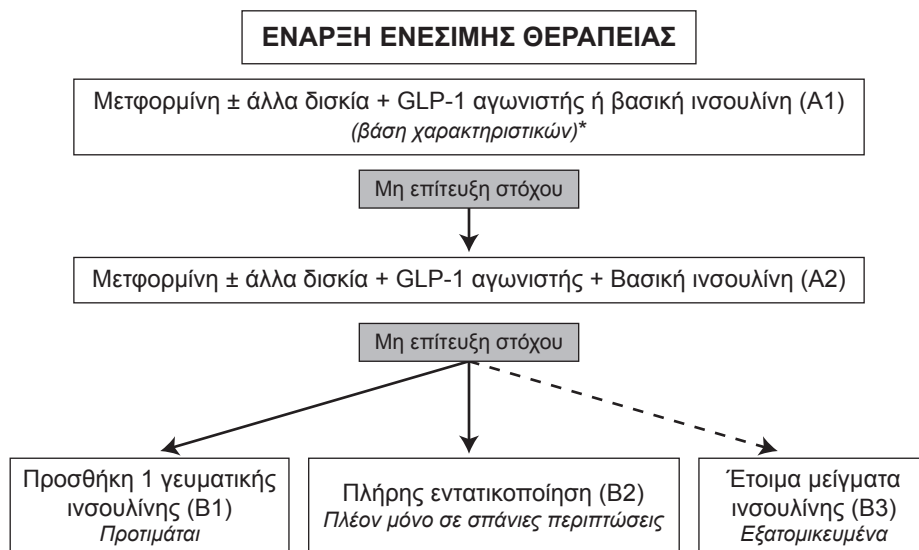 ΕΝΑΡΞΗ ΕΝΕΣΙΜΗΣ ΘΕΡΑΠΕΙΑΣ
Μετφορμίνη ± άλλα δισκία + GLP-1 αγωνιστής ή βασική ινσουλίνη (Α1)
(βάση χαρακτηριστικών)*
Μη επίτευξη στόχου
Μετφορμίνη ± άλλα δισκία + GLP-1 αγωνιστής + Βασική ινσουλίνη (Α2)
Μη επίτευξη στόχου
Προσθήκη 1 γευματικής
ινσουλίνης (Β1)
Προτιμάται
Πλήρης εντατικοποίηση (Β2)
Πλέον μόνο σε σπάνιες περιπτώσεις
Έτοιμα μείγματα
ινσουλίνης (Β3)
Εξατομικευμένα